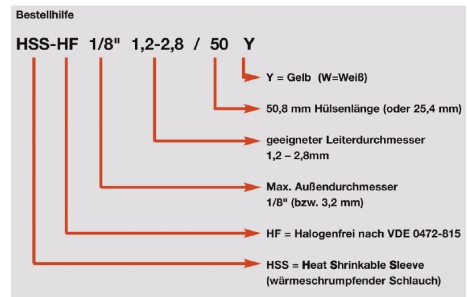 Bestellhilfe
HSS-HF 1/8" 1,2-2,8 / 50 Y
Y = Gelb (W=Weiß)
50,8 mm Hülsenlänge (oder 25,4 mm)
geeigneter Leiterdurchmesser
1,2 – 2,8mm
Max. Außendurchmesser
1/8" (bzw. 3,2 mm)
HF = Halogenfrei nach VDE 0472-815
HSS = Heat Shrinkable Sleeve
(wärmeschrumpfender Schlauch)